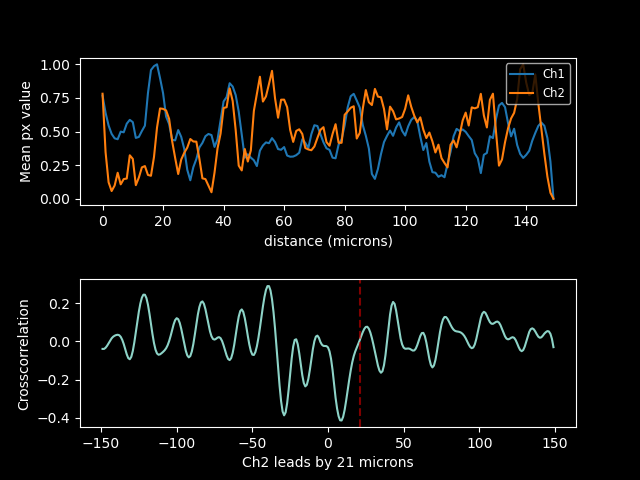 Mean px value
1.00
0.75
0.50
0.25
0.00
Ch1
Ch2
0 20 40 60 80 100 120 140
distance (microns)
Crosscorrelation
0.2
0.0
−0.2
−0.4
−150 −100 −50 0 50 100 150
Ch2 leads by 21 microns